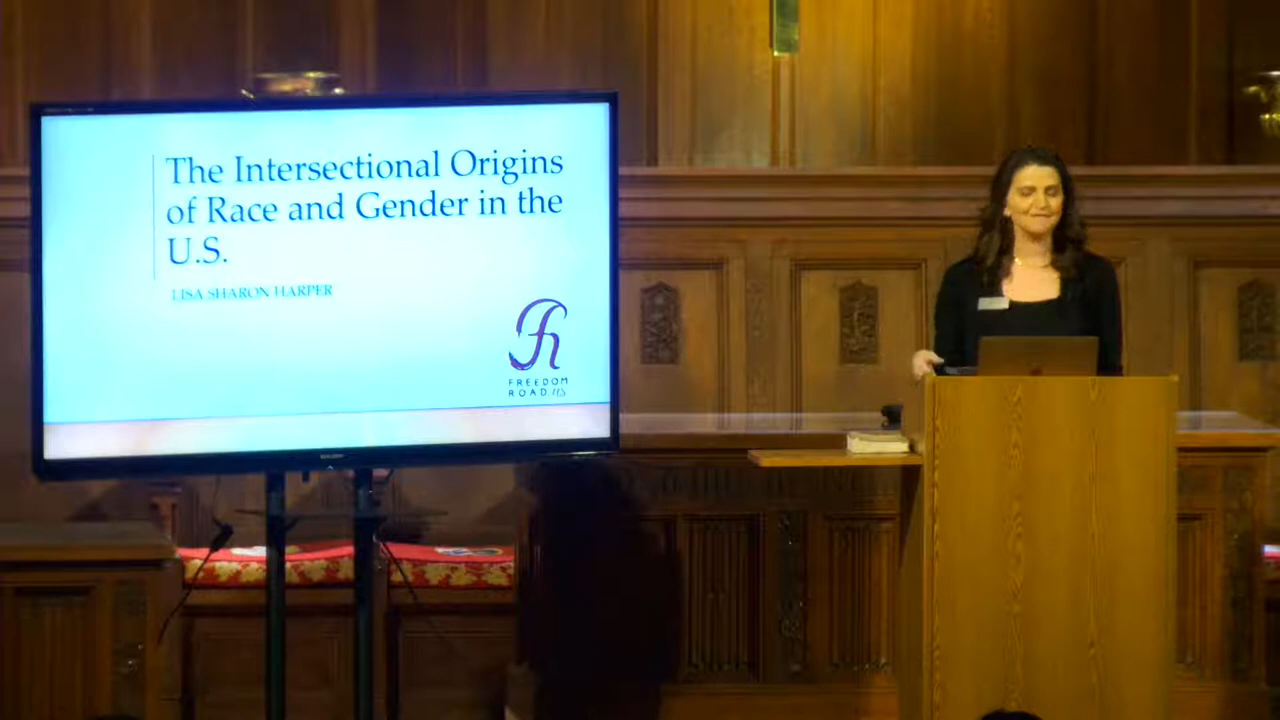 The Intersectional Origins
of Race and Gender in the
U.S.
LISA SHARON HARPER
FREEDOM
ROAD.US